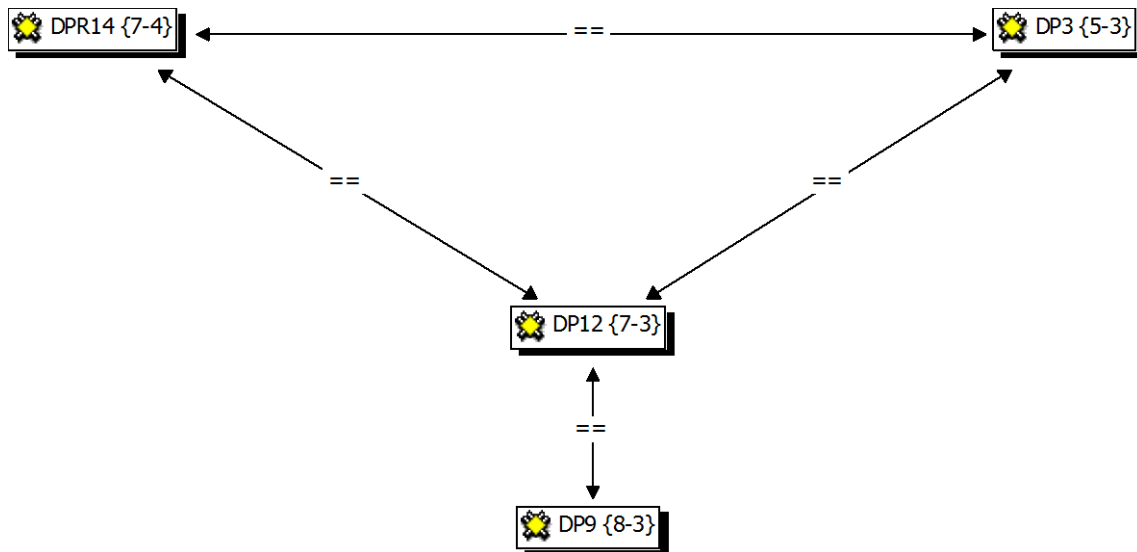 DPR14 {7-4}
==
DP3 {5-3}
==
==
DP12 {7-3}
==
DP9 {8-3}